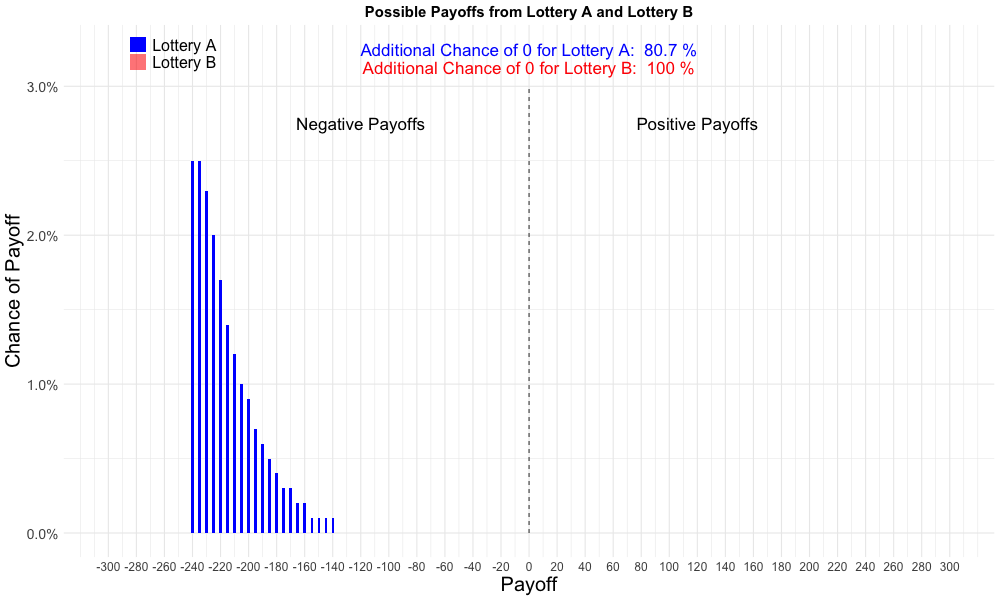 Possible Payoffs from Lottery A and Lottery B
Lottery A
Lottery B
Additional Chance of 0 for Lottery A: 80.7 %
Additional Chance of 0 for Lottery B: 100 %
Negative Payoffs
Positive Payoffs
Chance of Payoff
3.0%
2.0%
1.0%
0.0%
-300 -280 -260 -240 -220 -200 -180 -160 -140 -120 -100 -80 -60 -40 -20 0 20 40 60 80 100 120 140 160 180 200 220 240 260 280 300
Payoff